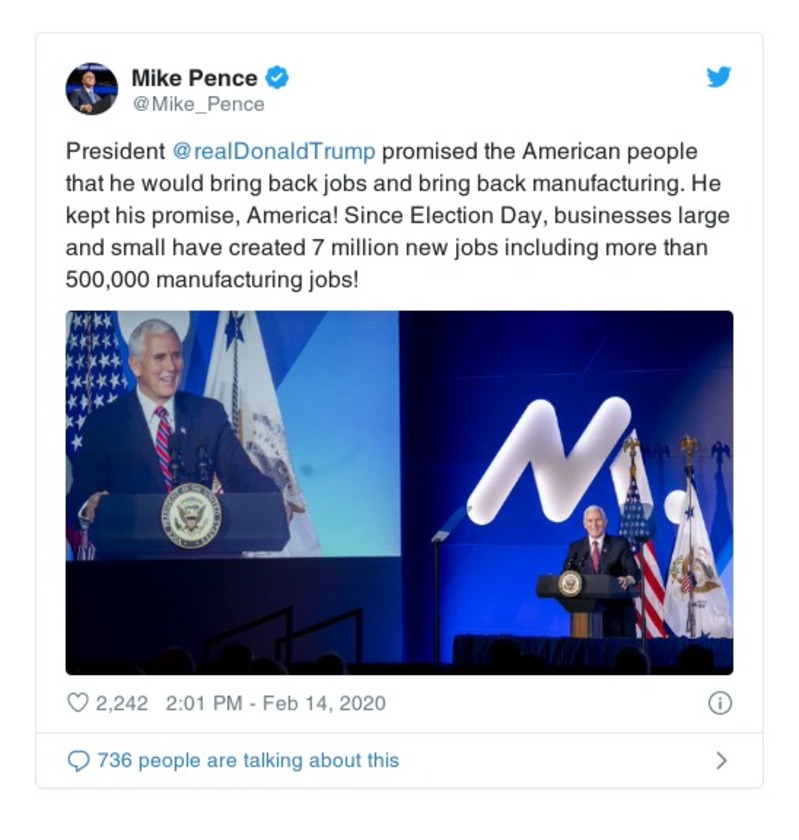 Mike Pence
@Mike_Pence
President @realDonaldTrump promised the American people
that he would bring back jobs and bring back manufacturing. He
kept his promise, America! Since Election Day, businesses large
and small have created 7 million new jobs including more than
500,000 manufacturing jobs!
N.
2,242 2:01 PM - Feb 14, 2020
736 people are talking about this